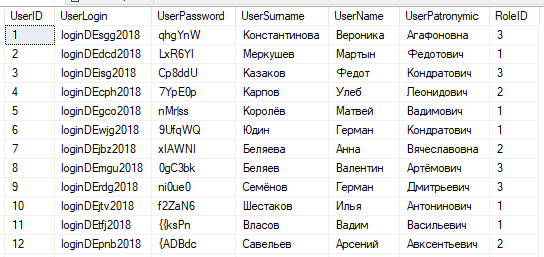 UserID UserLogin UserPassword UserSurname UserName UserPatronymic RoleID
1 loginDEsgg2018 qhgYnW Константинова Вероника Агафоновна 3
2 loginDEdcd2018 LxR6YI Меркушев Мартын Федотович 1
3 loginDEisg2018 Cp8ddU Казаков Федот Кондратович 3
4 loginDEcph2018 7YpE0p Карпов Улеб Леонидович 2
5 loginDEgco2018 nMr|ss Королёв Матвей Вадимович 1
6 loginDEwjg2018 9UfqWQ Юдин Герман Кондратович 1
7 loginDEjbz2018 xIAWNI Беляева Анна Вячеславовна 2
8 loginDEmgu2018 0gC3bk Беляев Валентин Артёмович 3
9 loginDErdg2018 ni0ue0 Семёнов Герман Дмитрьевич 3
10 loginDEjtv2018 f2ZaN6 Шестаков Илья Антонинович 1
11 loginDEtfj2018 {{ksPn Власов Вадим Васильевич 1
12 loginDEpnb2018 {ADBdc Савельев Арсений Авксентьевич 2